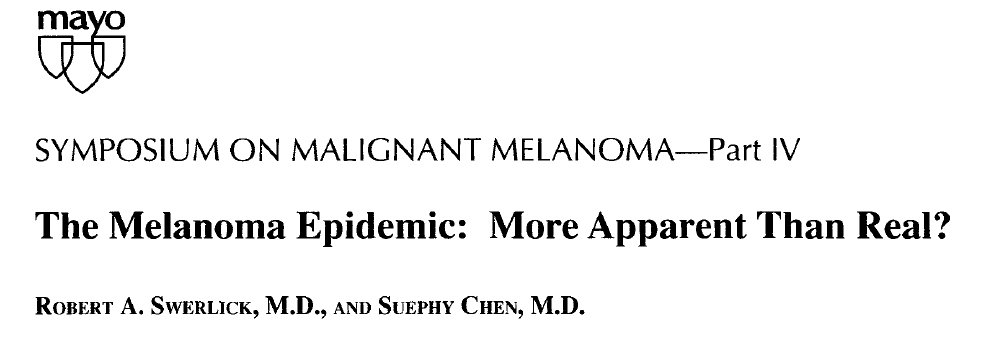 mayo
SYMPOSIUM ON MALIGNANT MELANOMA—Part IV
The Melanoma Epidemic: More Apparent Than Real?
ROBERT A. SWERLICK, M.D., AND SUEPHY CHEN, M.D.